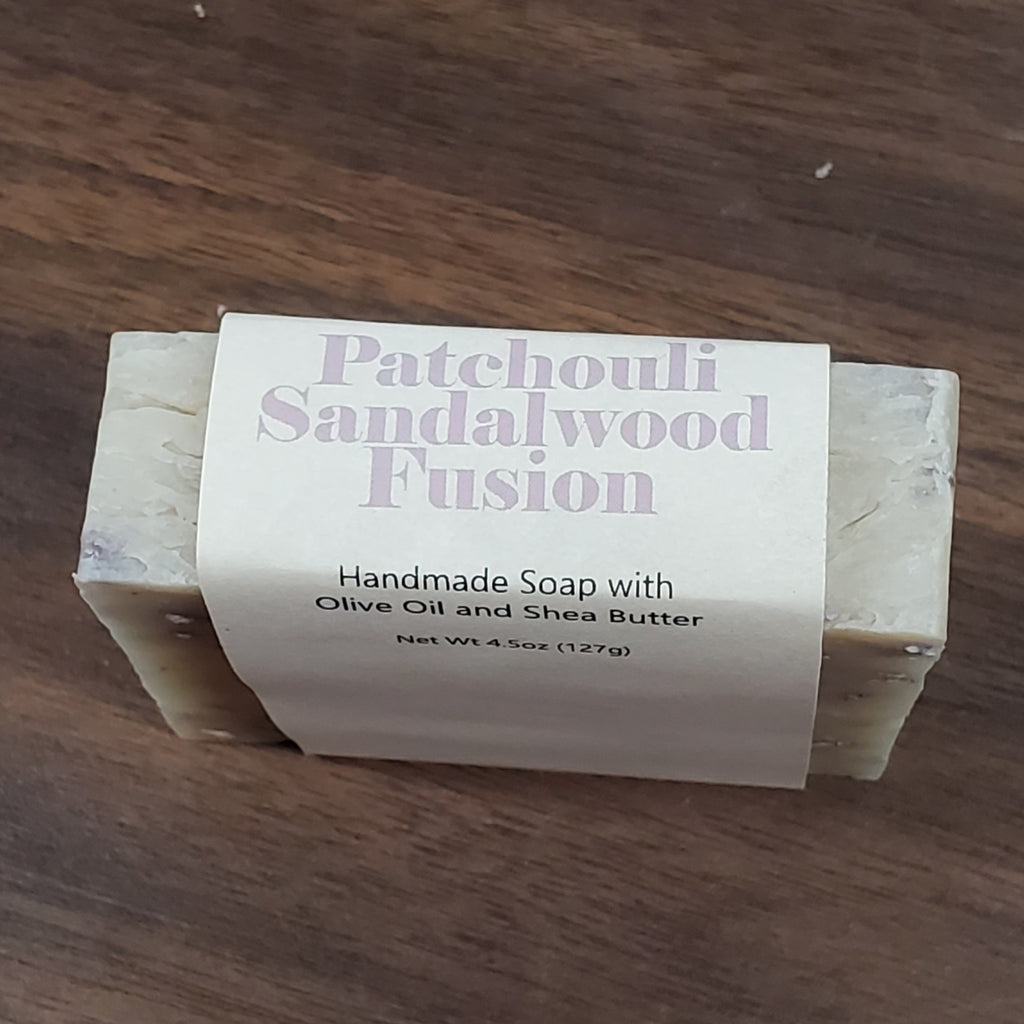 Patchouli
Sandalwood
Fusion
Handmade Soap with
Olive Oil and Shea Butter
Net Wt 4.5oz (127g)